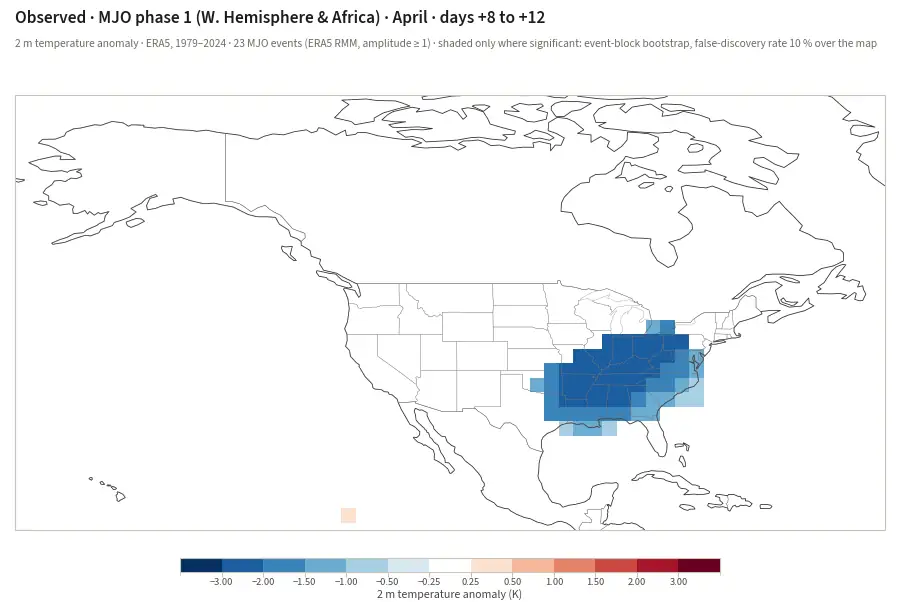 Observed · MJO phase 1 (W. Hemisphere & Africa) · April · days +8 to +12
2 m temperature anomaly · ERA5, 1979–2024 · 23 MJO events (ERA5 RMM, amplitude ≥ 1) · shaded only where significant: event-block bootstrap, false-discovery rate 10 % over the map
−3.00 −2.00 −1.50 −1.00 −0.50 −0.25 0.25 0.50 1.00 1.50 2.00 3.00
2 m temperature anomaly (K)